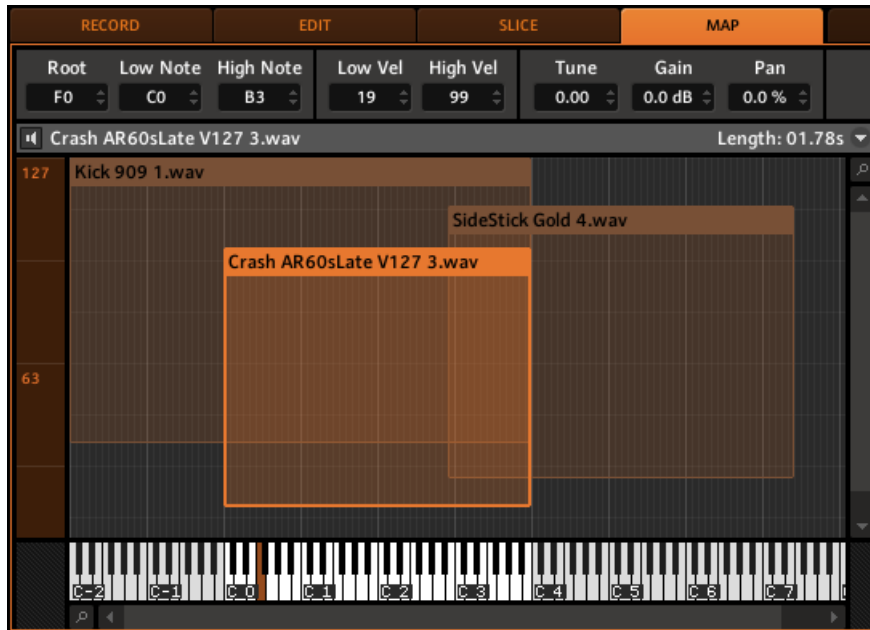 RECORD EDIT SLICE MAP
Root Low Note High Note Low Vel High Vel Tune Gain Pan
F0 C0 B3 19 99 0.00 0.0 dB 0.0 %
Crash AR60sLate V127 3.wav Length: 01.78s
127 Kick 909 1.wav
SideStick Gold 4.wav
Crash AR60sLate V127 3.wav
63
C-2 C-1 C 0 C 1 C 2 C 3 C 4 C 5 C 6 C 7